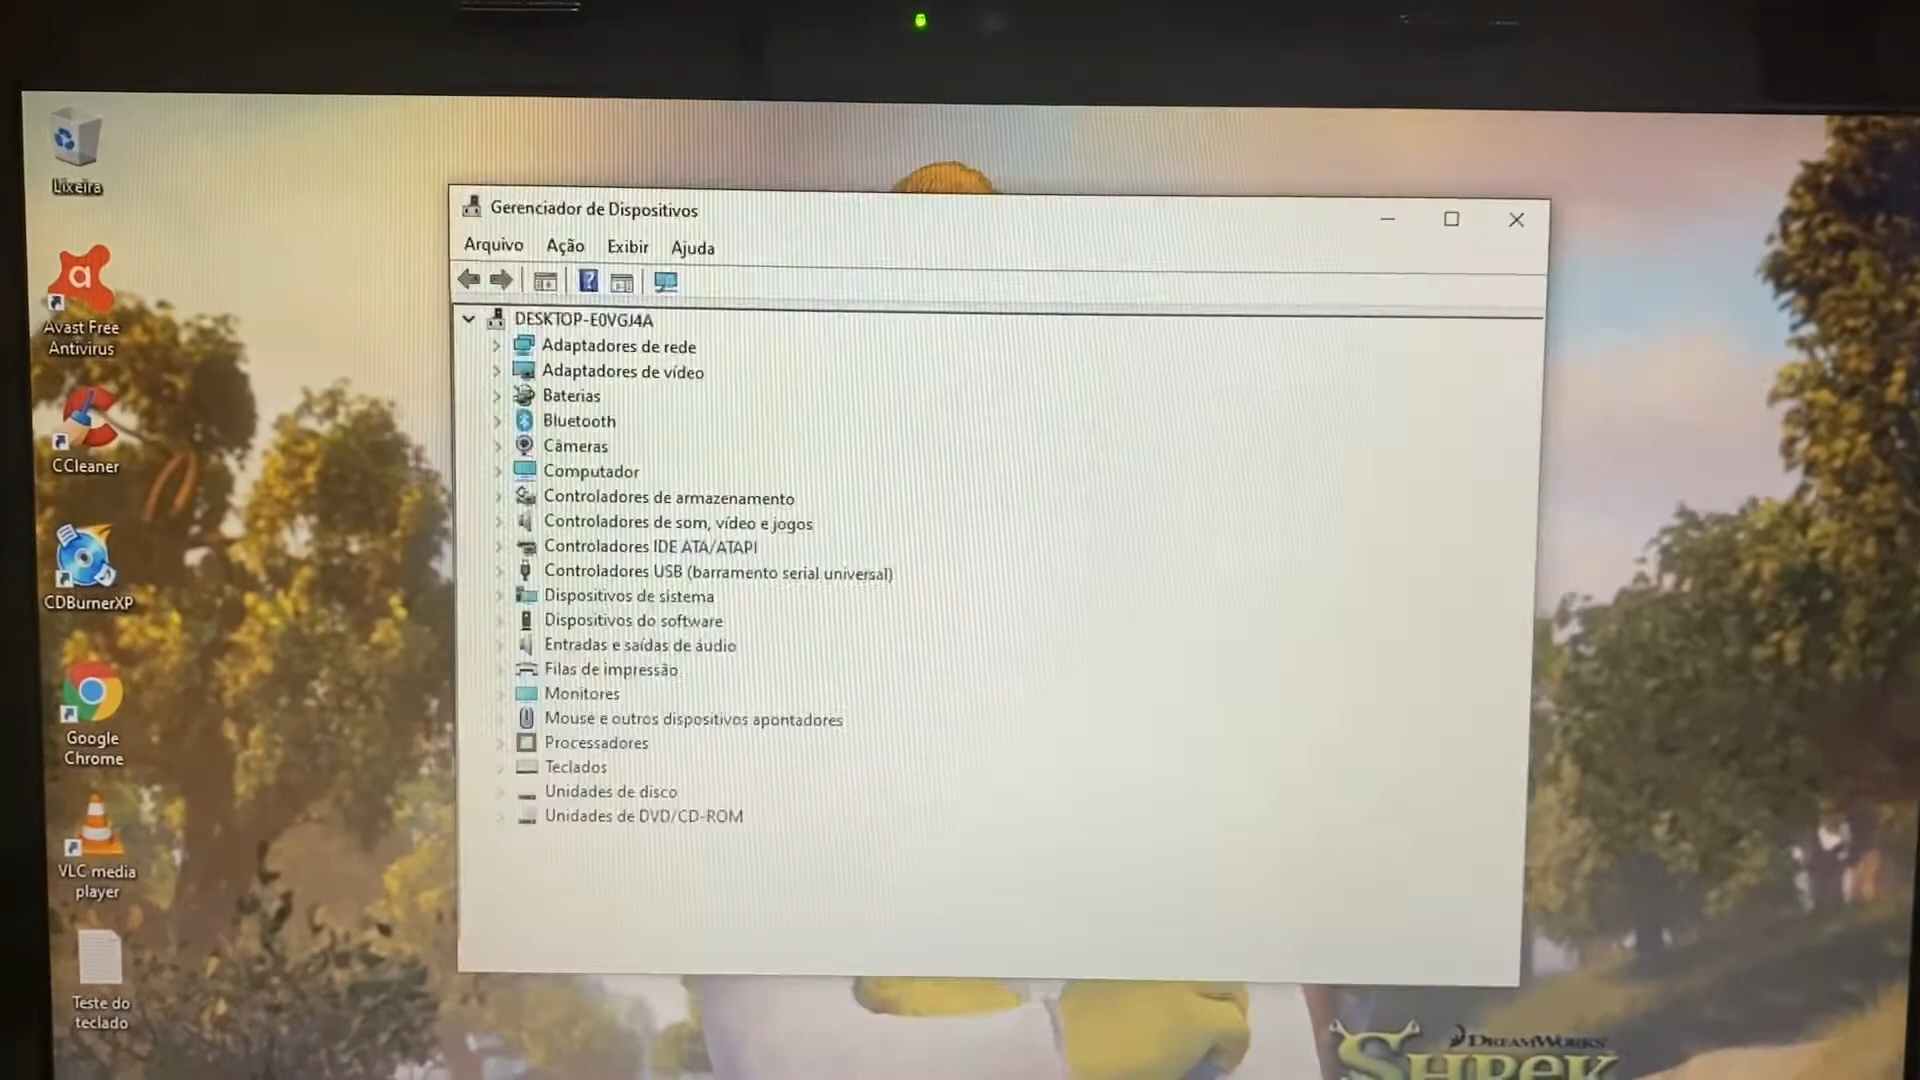 Lixeira
Avast Free
Antivirus
CCleaner
CDBurnerXP
Google
Chrome
VLC media
player
Teste do
teclado
Gerenciador de Dispositivos
Arquivo Ação Exibir Ajuda
DESKTOP-E0VGJ4A
Adaptadores de rede
Adaptadores de vídeo
Baterias
Bluetooth
Câmeras
Computador
Controladores de armazenamento
Controladores de som, vídeo e jogos
Controladores IDE ATA/ATAPI
Controladores USB (barramento serial universal)
Dispositivos de sistema
Dispositivos do software
Entradas e saídas de áudio
Filas de impressão
Monitores
Mouse e outros dispositivos apontadores
Processadores
Teclados
Unidades de disco
Unidades de DVD/CD-ROM
DREAMWORKS
SHREK